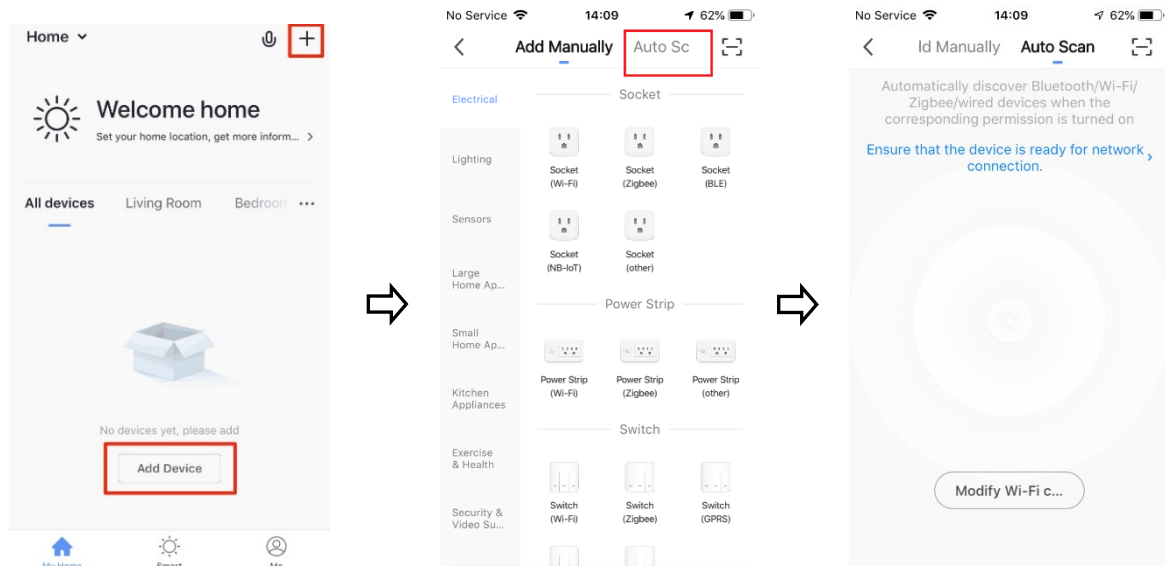 Home
Welcome home
Set your home location, get more inform... >
All devices Living Room Bedroom ...
No devices yet, please add
Add Device
My Home Smart Me
No Service 14:09 62%
Add Manually Auto Sc
Electrical
Lighting
Sensors
Large
Home Ap...
Small
Home Ap...
Kitchen
Appliances
Exercise
& Health
Security &
Video Su...
Socket
Socket Socket Socket
(Wi-Fi) (Zigbee) (BLE)
Socket Socket
(NB-IoT) (other)
Power Strip
Power Strip Power Strip Power Strip
(Wi-Fi) (Zigbee) (other)
Switch
Switch Switch Switch
(Wi-Fi) (Zigbee) (GPRS)
No Service 14:09 62%
ld Manually Auto Scan
Automatically discover Bluetooth/Wi-Fi/
Zigbee/wired devices when the
corresponding permission is turned on
Ensure that the device is ready for network >
connection.
Modify Wi-Fi c...